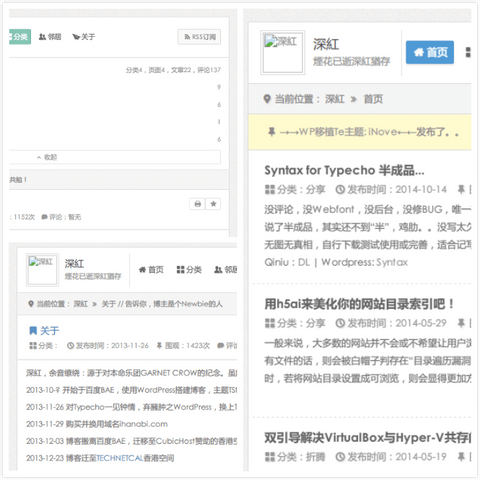 分类 邻居 关于 RSS订阅
分类4，页面4，文章22，评论137
9
6
1
6
收起
共勉！
：1152次 评论：暂无
深紅
煙花已逝深紅猶存
首页 分类 邻居
当前位置： 深紅 » 关于 // 告诉你，博主是个Newbie的人
关于
分类： 发布时间：2013-11-26 围观：1423次 评论
深紅，余音缭绕：源于对本命乐团GARNET CROW的纪念。虽
2013-10-? 开始于百度BAE，使用WordPress搭建博客，主题TS
2013-11-26 对Typecho一见钟情，弃臃肿之WordPress，换上T
2013-11-29 购买并换用域名ihanabi.com
2013-12-03 博客撤离百度BAE，迁移至CubicHost赞助的香港空
2013-12-23 博客迁至TECHNETCAL香港空间
深紅
煙花已逝深紅猶存
首页
当前位置： 深紅 » 首页
→→WP移植Te主题: iNove←←发布了。。
Syntax for Typecho 半成品...
分类：分享 发布时间：2014-10-14
没评论，没Webfont，没后台，没修BUG，唯一
说了半成品，其实还不到“半”，鸡肋。。没写太久
无图无真相，自行下载测试使用或完善，适合记写
Qiniu：DL | Wordpress: Syntax
用h5ai来美化你的网站目录索引吧！
分类：分享 发布时间：2014-05-29
一般来说，大多数的网站并不会或不希望让用户浏
有文件的话，则会被白帽子判存在“目录遍历漏洞
时，若将网站目录设置成可浏览，则会显得更加方
双引导解决VirtualBox与Hyper-V共存的
分类：折腾 发布时间：2014-05-19